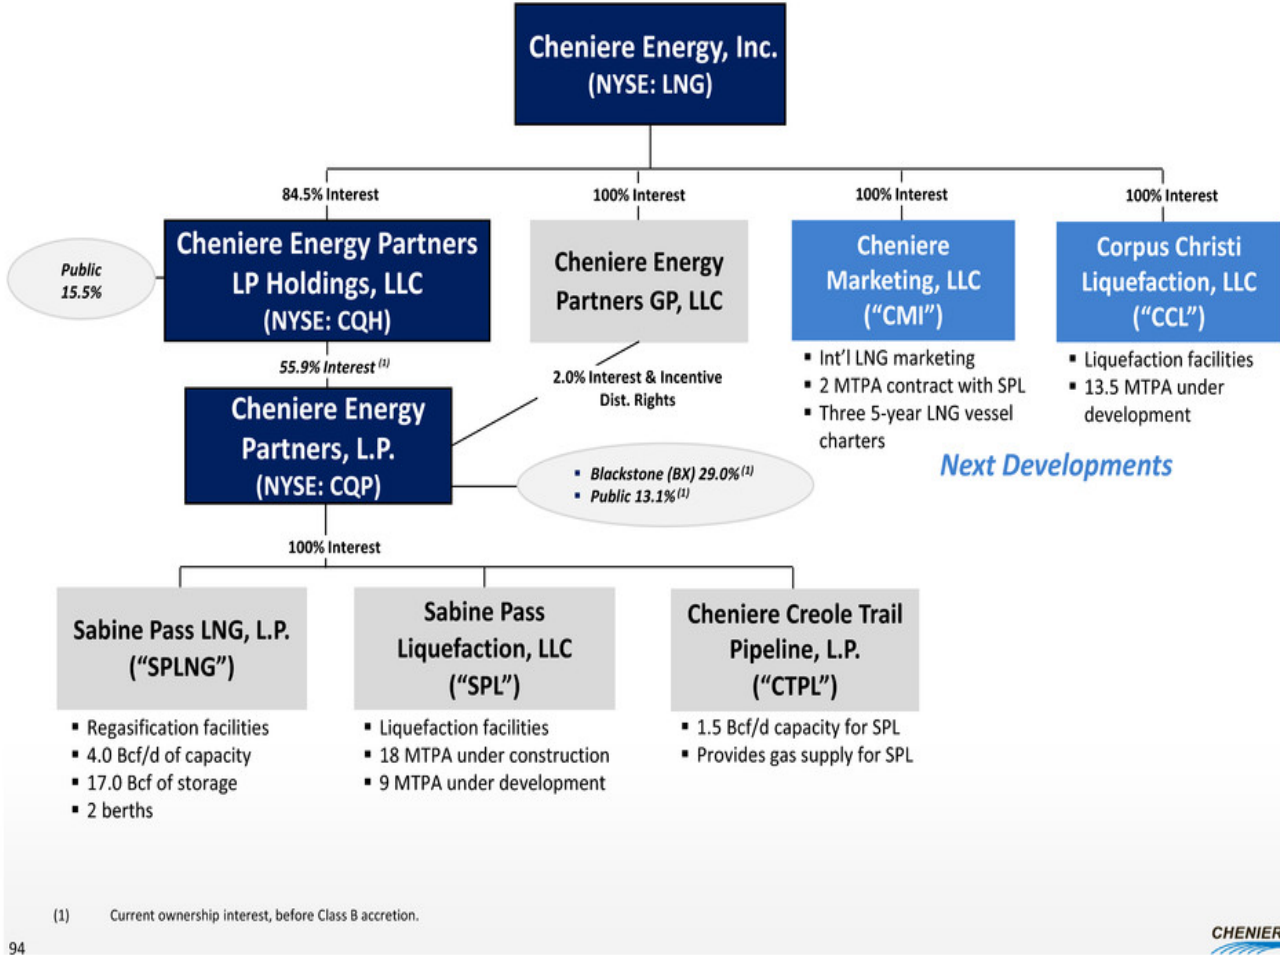 Cheniere Energy, Inc.
(NYSE: LNG)
84.5% Interest
100% Interest
100% Interest
100% Interest
Public
15.5%
Cheniere Energy Partners
LP Holdings, LLC
(NYSE: CQH)
Cheniere Energy
Partners GP, LLC
Cheniere
Marketing, LLC
(“CMI”)
Corpus Christi
Liquefaction, LLC
(“CCL”)
▪ Int’l LNG marketing
▪ 2 MTPA contract with SPL
▪ Three 5-year LNG vessel
charters
▪ Liquefaction facilities
▪ 13.5 MTPA under
development
55.9% Interest (1)
2.0% Interest & Incentive
Dist. Rights
Cheniere Energy
Partners, L.P.
(NYSE: CQP)
▪ Blackstone (BX) 29.0%(1)
▪ Public 13.1%(1)
Next Developments
100% Interest
Sabine Pass LNG, L.P.
(“SPLNG”)
Sabine Pass
Liquefaction, LLC
(“SPL”)
Cheniere Creole Trail
Pipeline, L.P.
(“CTPL”)
▪ Regasification facilities
▪ 4.0 Bcf/d of capacity
▪ 17.0 Bcf of storage
▪ 2 berths
▪ Liquefaction facilities
▪ 18 MTPA under construction
▪ 9 MTPA under development
▪ 1.5 Bcf/d capacity for SPL
▪ Provides gas supply for SPL
(1) Current ownership interest, before Class B accretion.
94
CHENIER